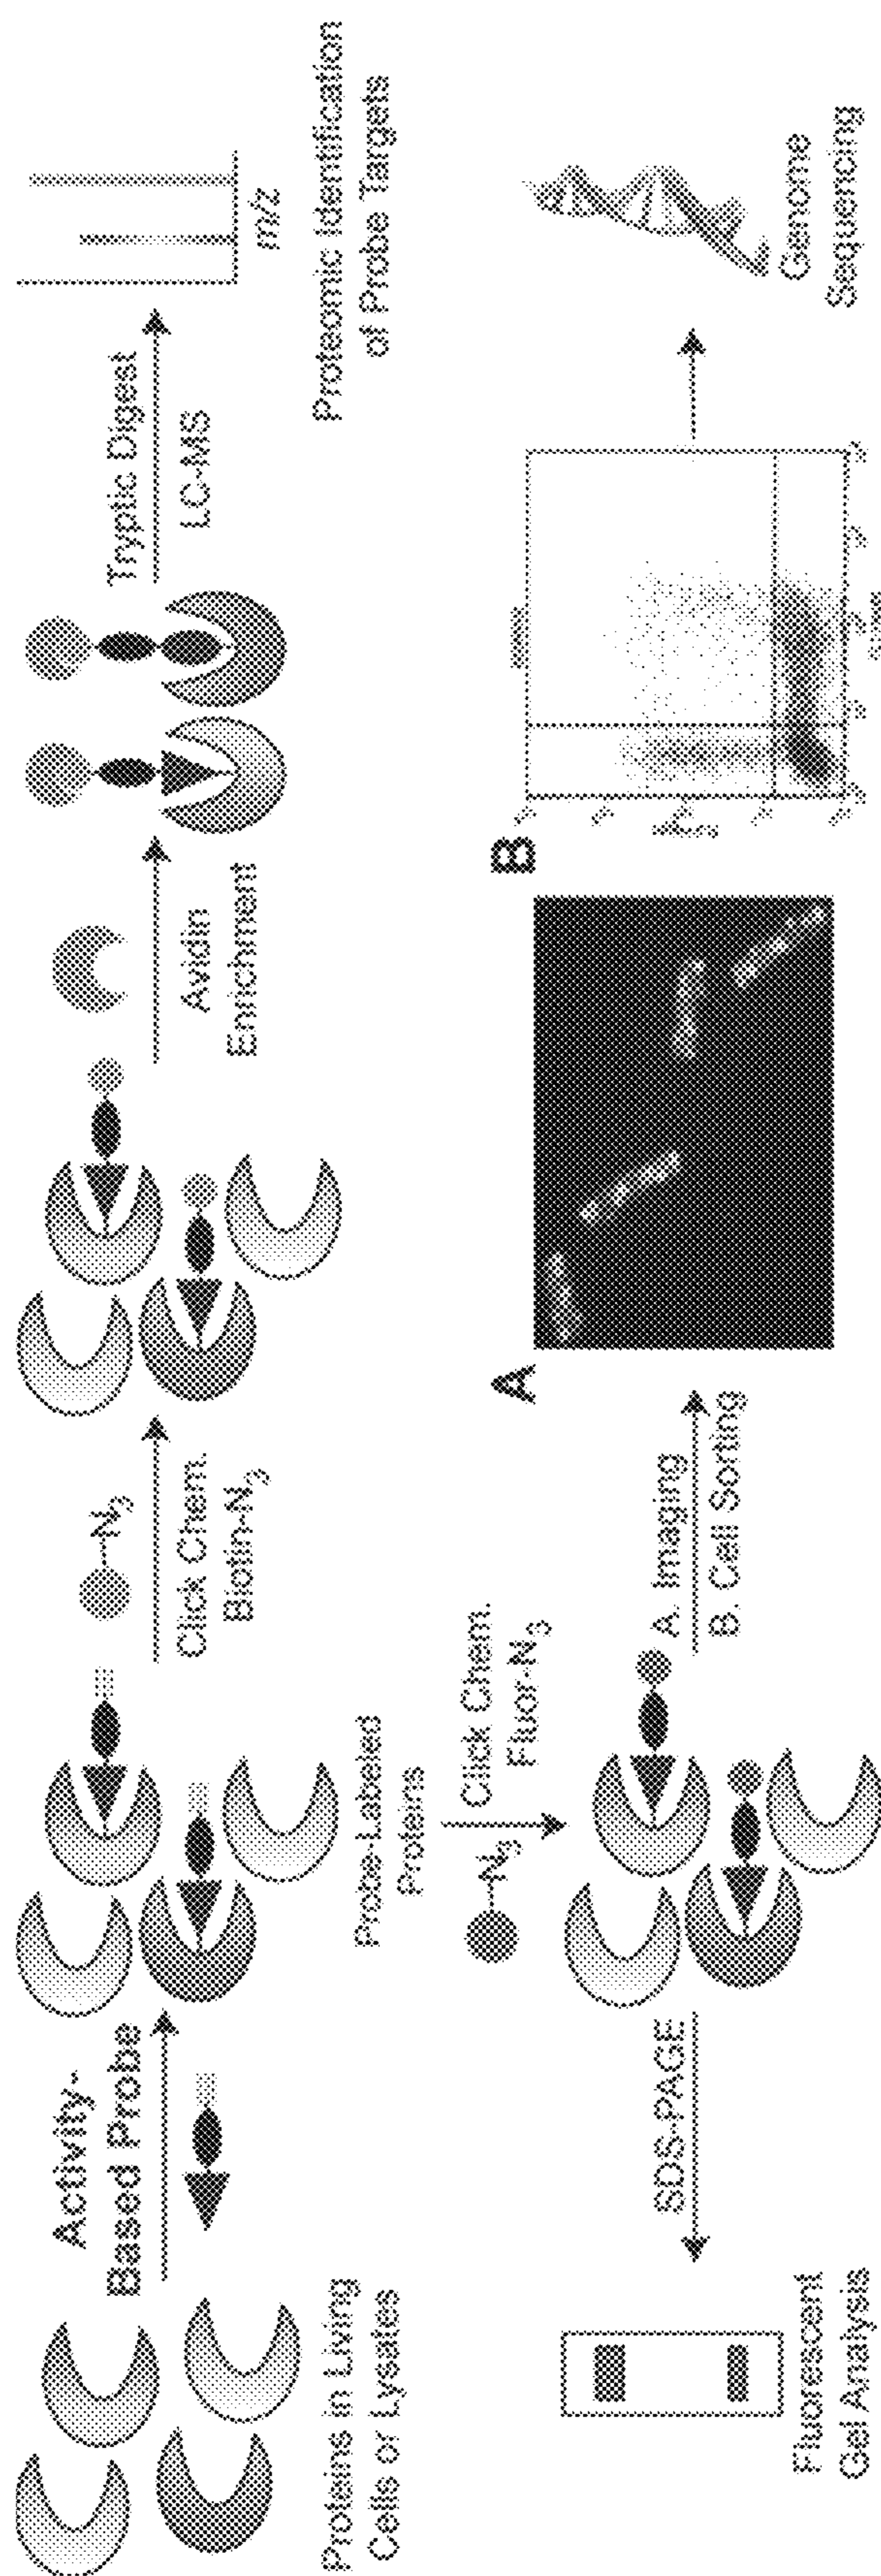 Proteins in Living
Cells or Lysates
Activity-
Based Probe
Probe-Labeled
Proteins
N₃
Click Chem.
Biotin-N₃
Avidin
Enrichment
Tryptic Digest
LC-MS
m/z
Proteomic Identification
of Probe Targets
N₃
Click Chem.
Fluor-N₃
SDS-PAGE
Fluorescent
Gel Analysis
A. Imaging
B. Cell Sorting
A
B
Genome
Sequencing